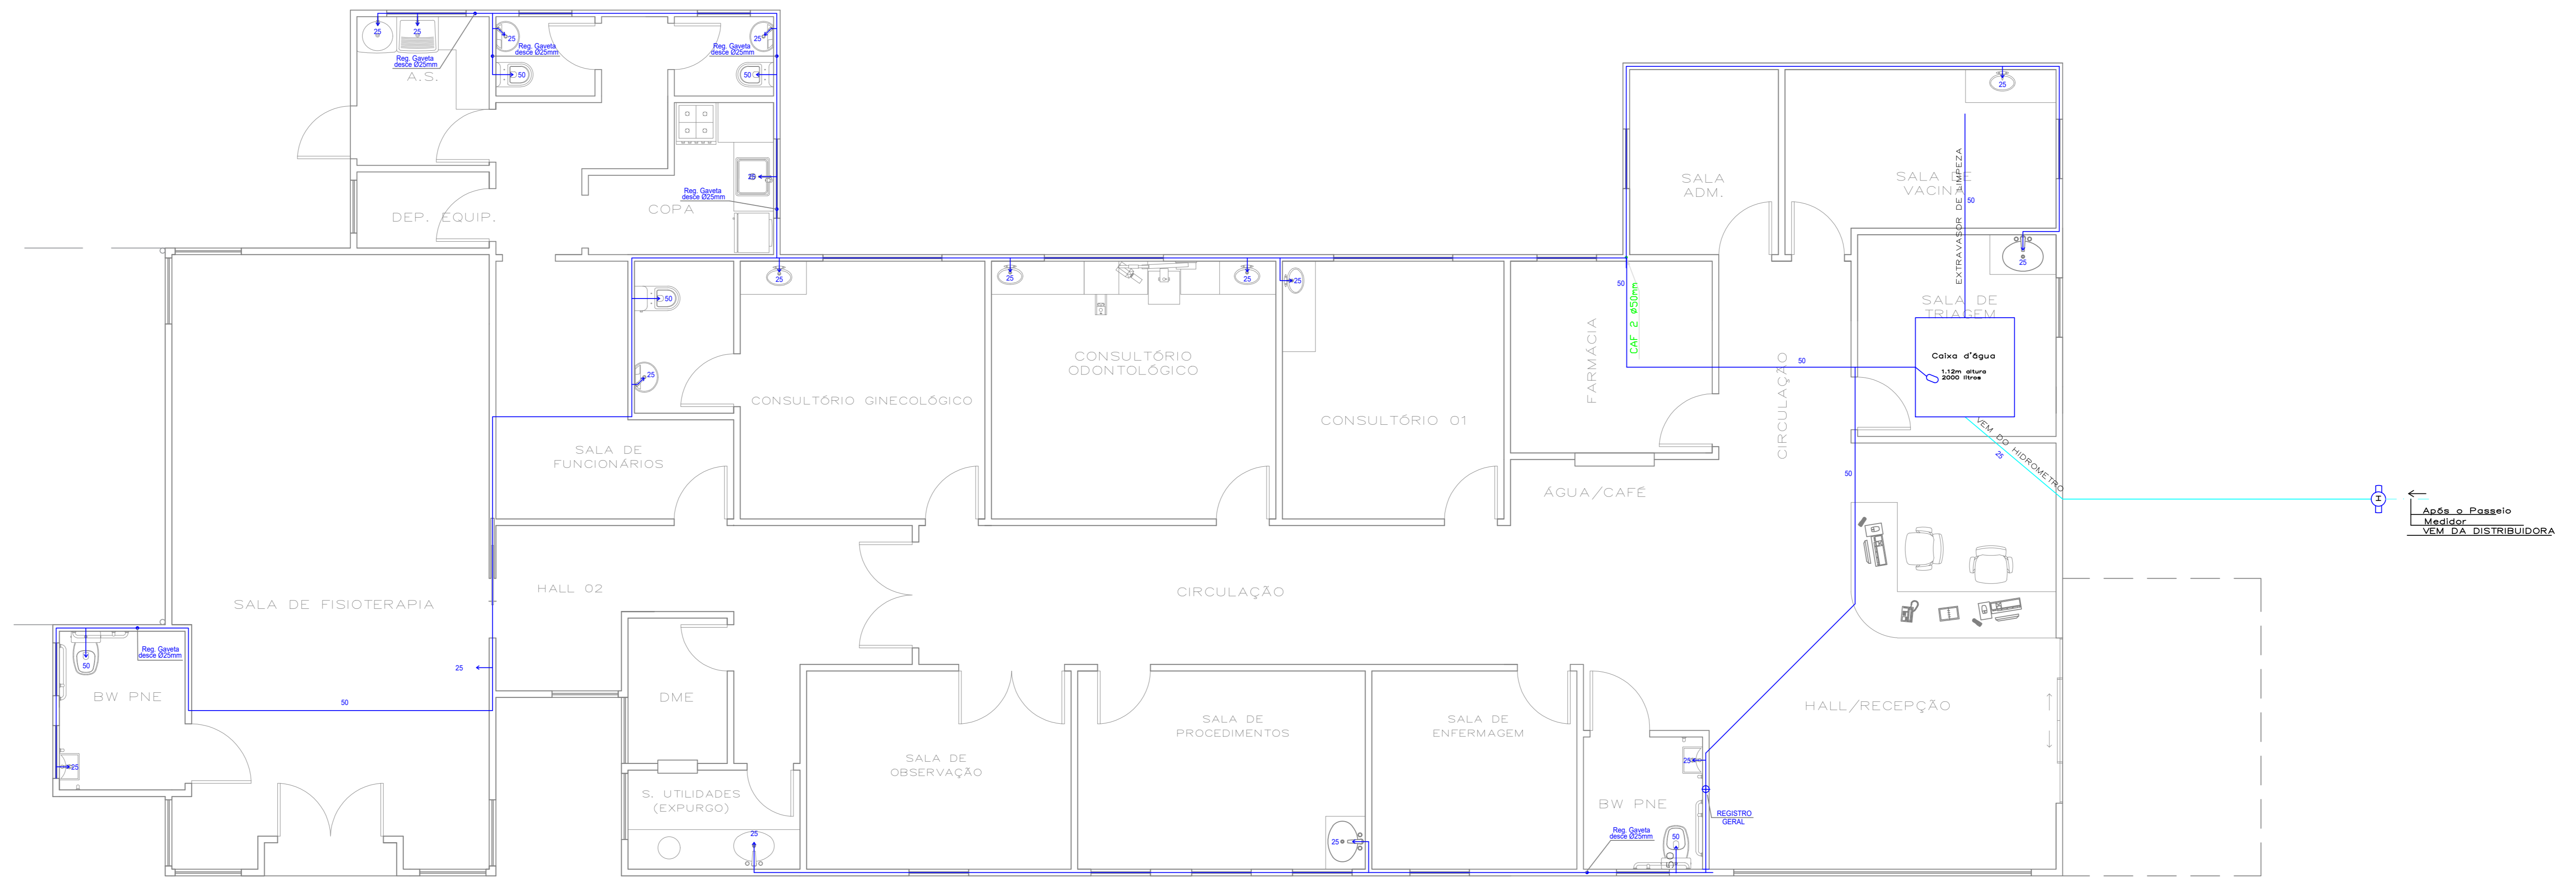 25
25
Reg. Gaveta
desce Ø25mm
A.S.
25
Reg. Gaveta
desce Ø25mm
50
25
Reg. Gaveta
desce Ø25mm
50
25
Reg. Gaveta
desce Ø25mm
COPA
DEP. EQUIP.
25
SALA
ADM.
SALA DE
VACINA
EXTRAVASOR DE LIMPEZA
50
25
SALA DE
TRIAGEM
Caixa d'água
1.12m altura
2000 litros
VEM DO HIDROMETRO
25
H
Após o Passeio
Medidor
VEM DA DISTRIBUIDORA
50
50
50
CAF 2 Ø50mm
FARMÁCIA
CIRCULAÇÃO
50
25
25
25
25
25
CONSULTÓRIO GINECOLÓGICO
CONSULTÓRIO
ODONTOLÓGICO
CONSULTÓRIO 01
ÁGUA/CAFÉ
SALA DE
FUNCIONÁRIOS
HALL 02
CIRCULAÇÃO
SALA DE FISIOTERAPIA
50
Reg. Gaveta
desce Ø25mm
BW PNE
25
50
25
DME
S. UTILIDADES
(EXPURGO)
25
SALA DE
OBSERVAÇÃO
SALA DE
PROCEDIMENTOS
25
SALA DE
ENFERMAGEM
25
BW PNE
Reg. Gaveta
desce Ø25mm
50
50
REGISTRO
GERAL
HALL/RECEPÇÃO